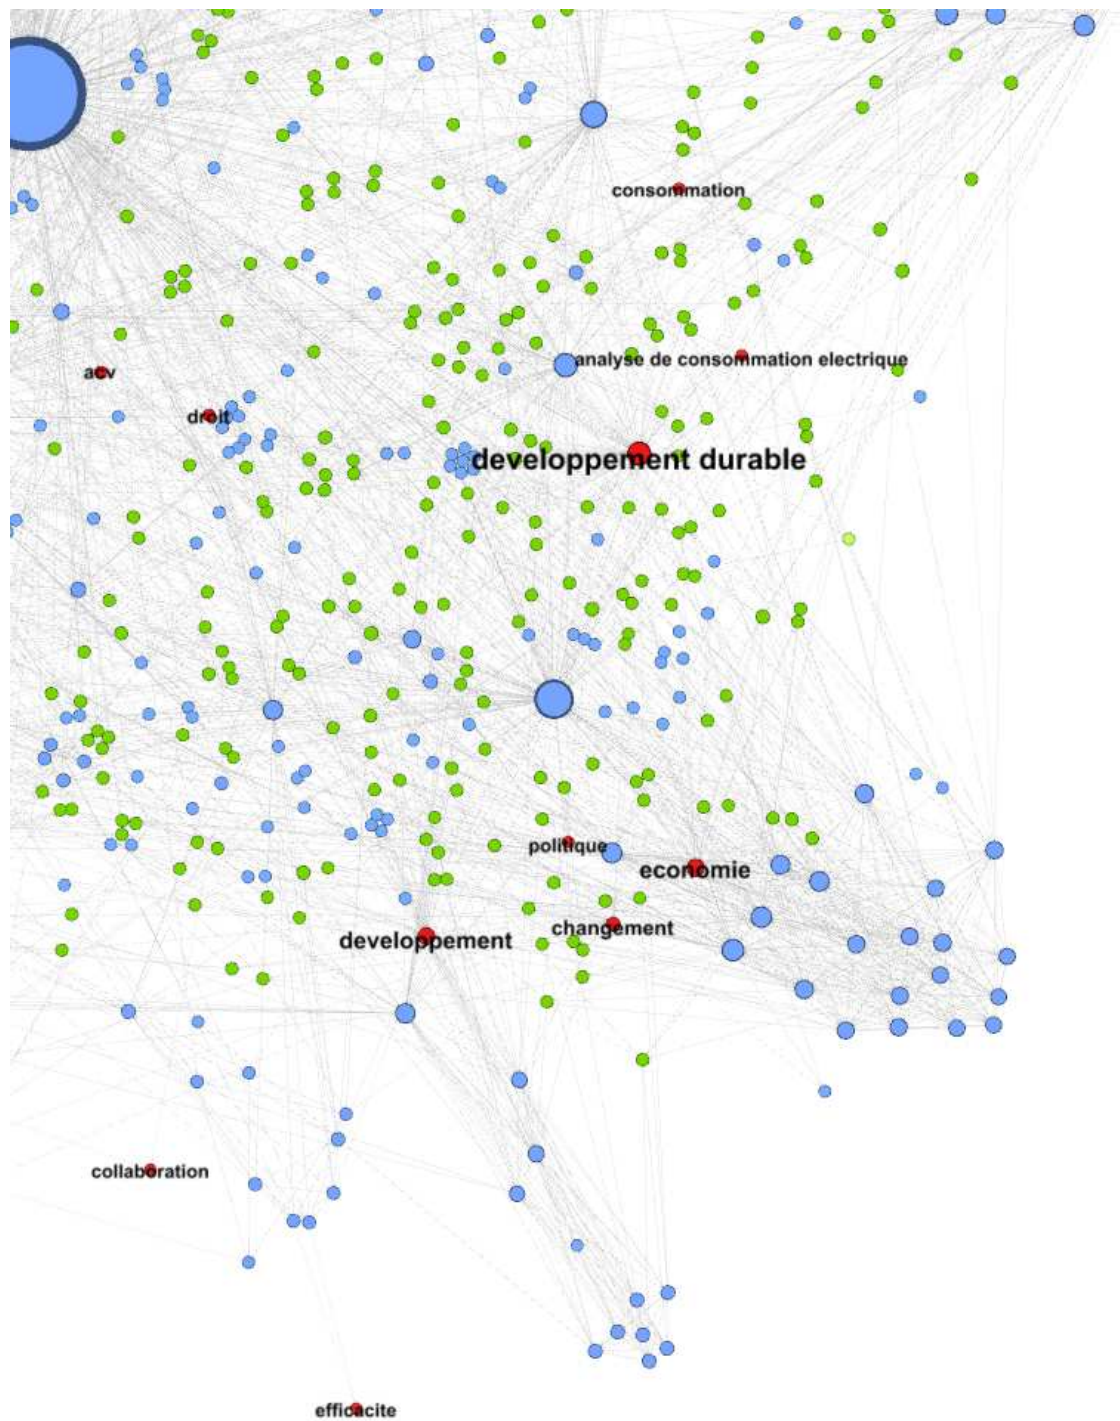 consommation
analyse de consommation electrique
acv
droit
developpement durable
politique
economie
changement
developpement
collaboration
efficacite